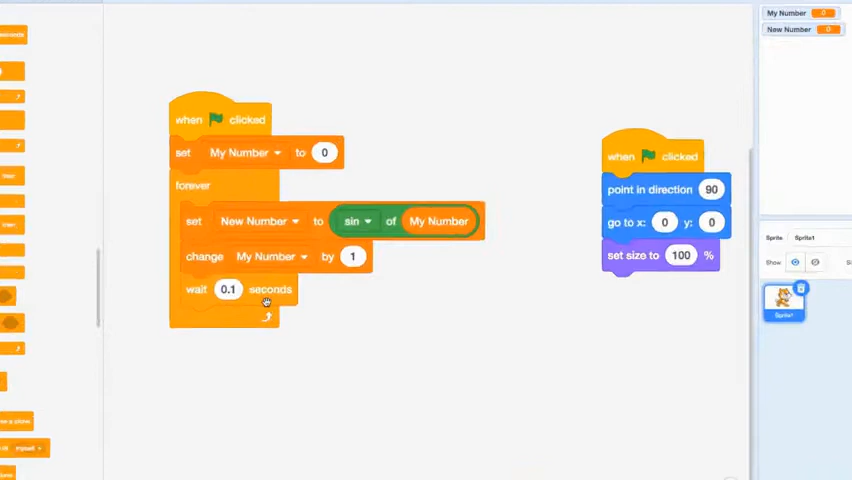 My Number 0
New Number 0
when clicked
set My Number to 0
forever
set New Number to sin of My Number
change My Number by 1
wait 0.1 seconds
when clicked
point in direction 90
go to x: 0 y: 0
set size to 100 %
Sprite Sprite1
Show:
Sprite1